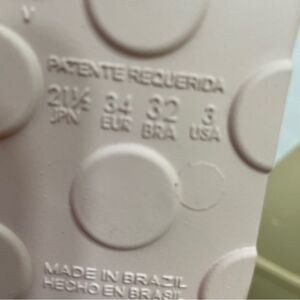 PATENTE REQUERIDA
21½ 34 32 3
JPN EUR BRA USA
MADE IN BRAZIL
HECHO EN BRASIL